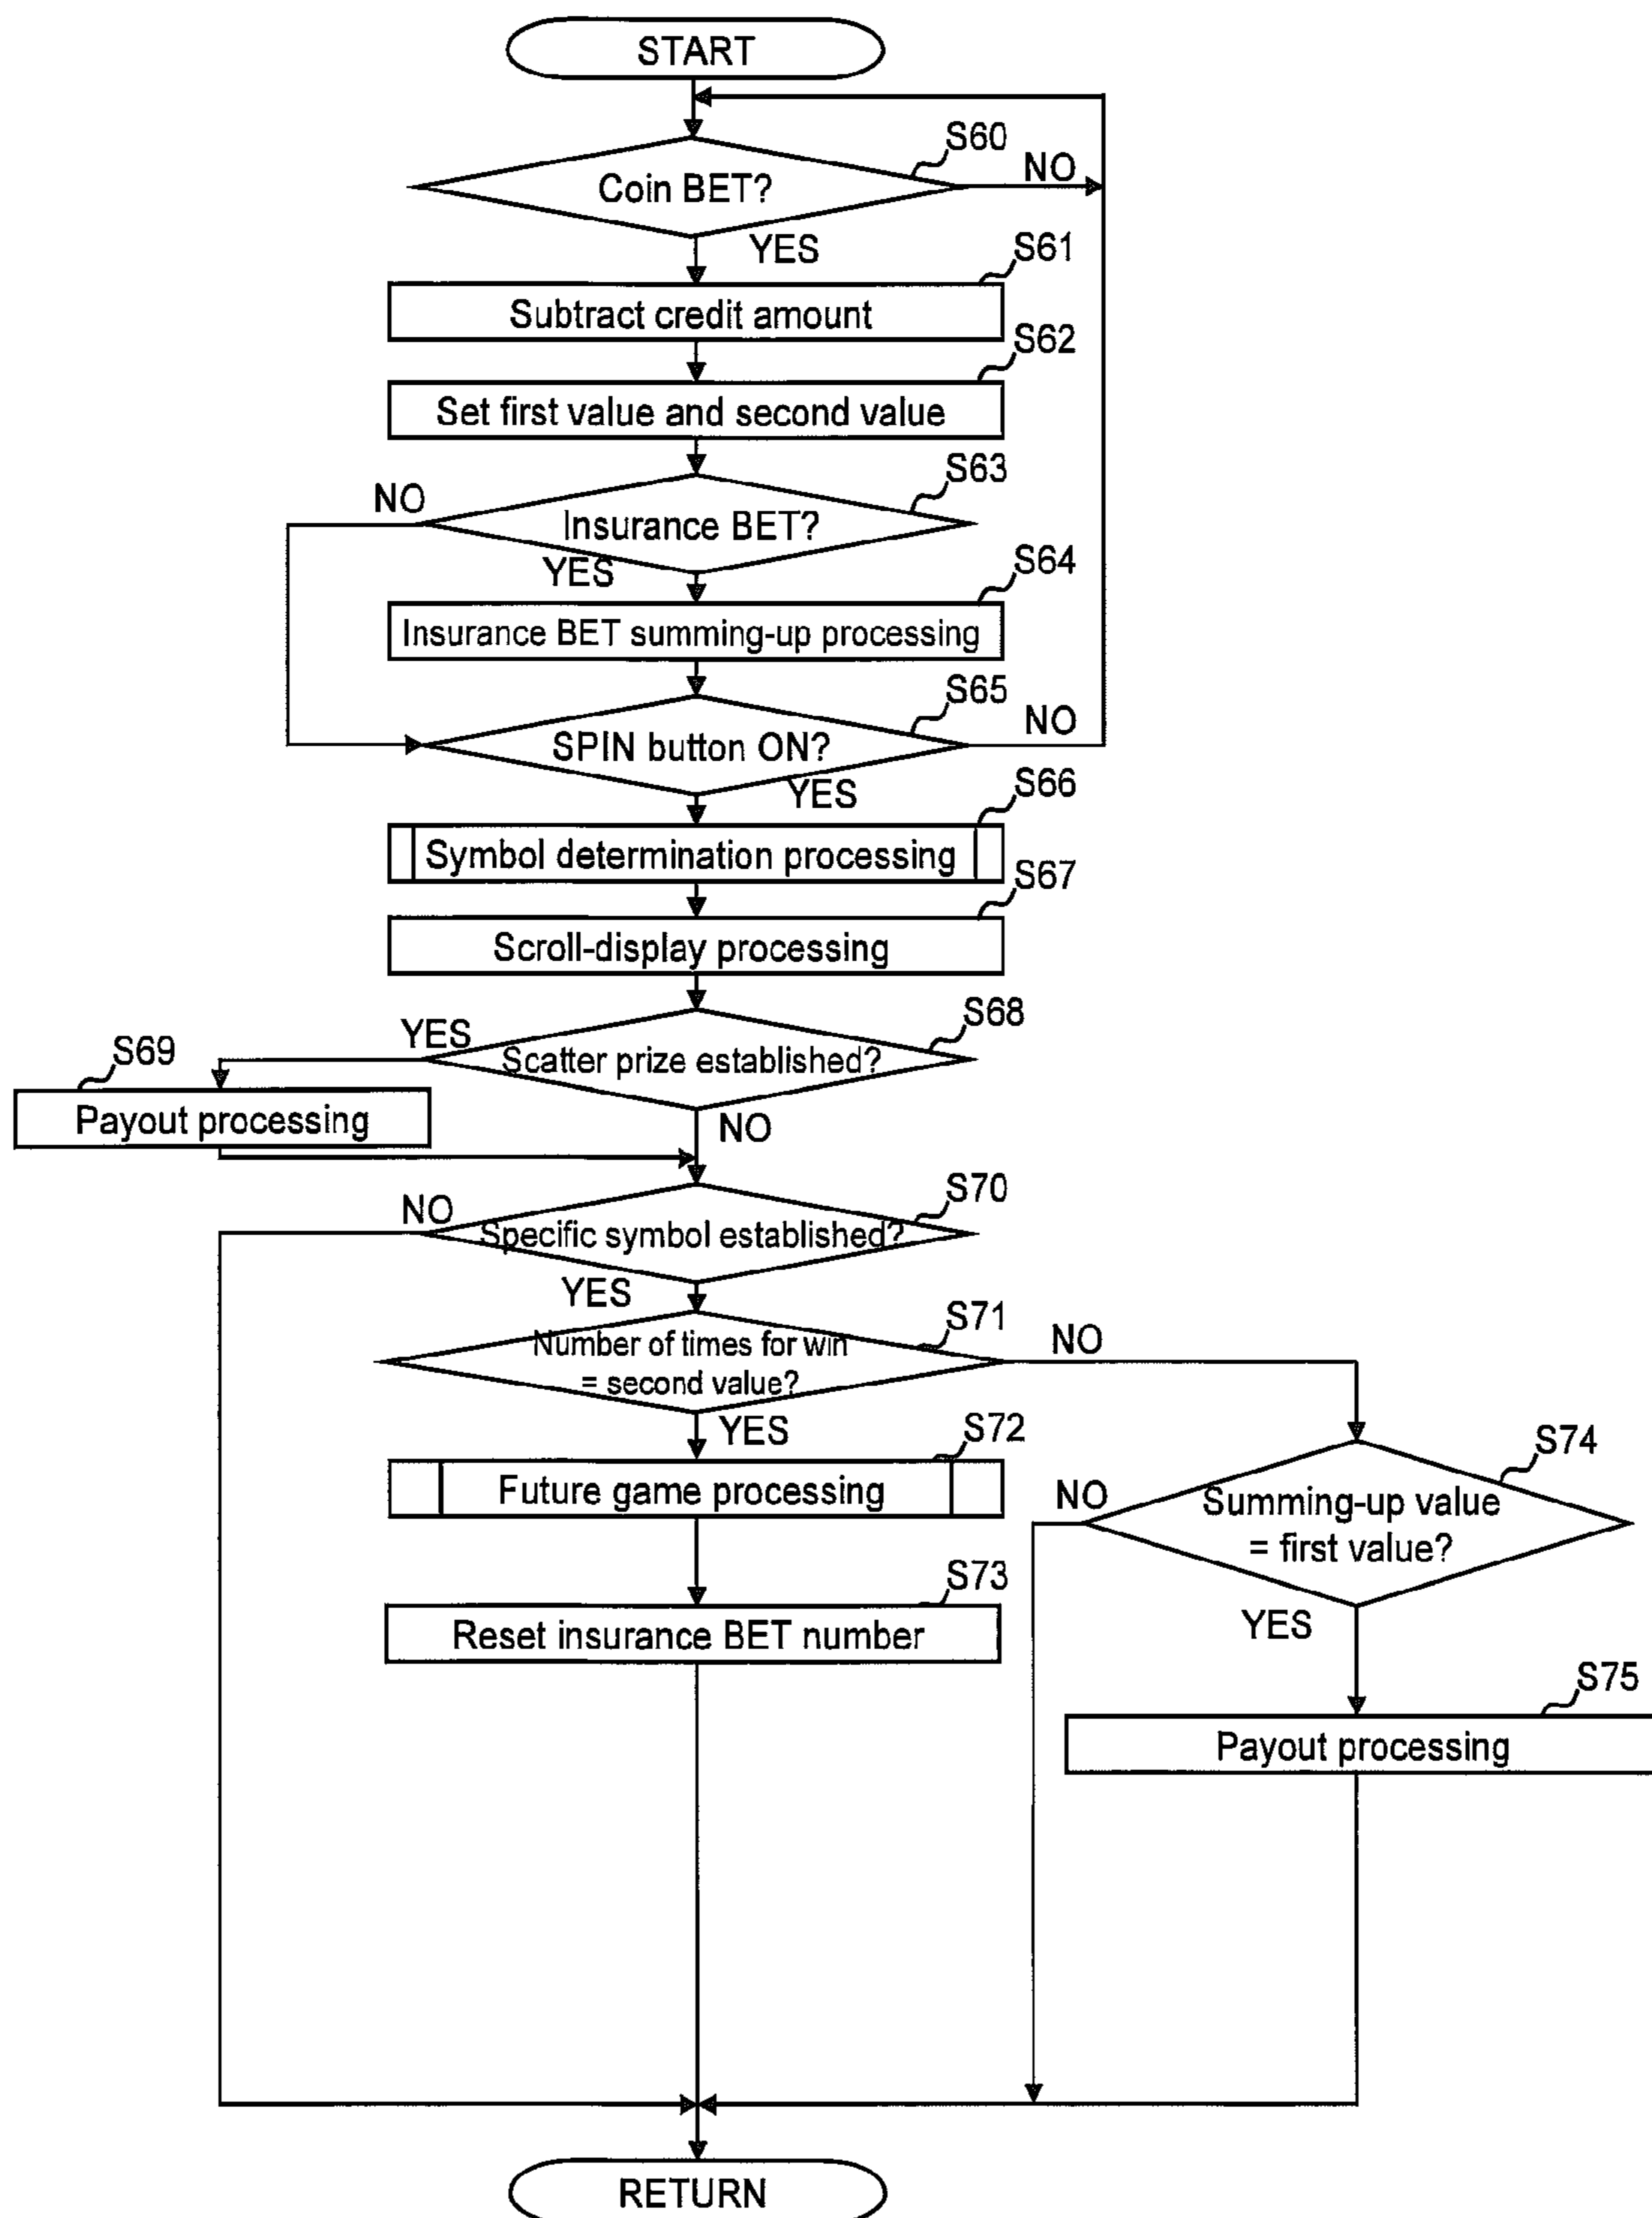 START
S60
Coin BET?
NO
YES
S61
Subtract credit amount
S62
Set first value and second value
S63
NO
Insurance BET?
YES
S64
Insurance BET summing-up processing
S65
SPIN button ON?
NO
YES
S66
Symbol determination processing
S67
Scroll-display processing
S68
YES
Scatter prize established?
S69
Payout processing
NO
S70
NO
Specific symbol established?
YES
S71
Number of times for win
= second value?
NO
YES
S72
Future game processing
S74
NO
Summing-up value
= first value?
S73
Reset insurance BET number
YES
S75
Payout processing
RETURN